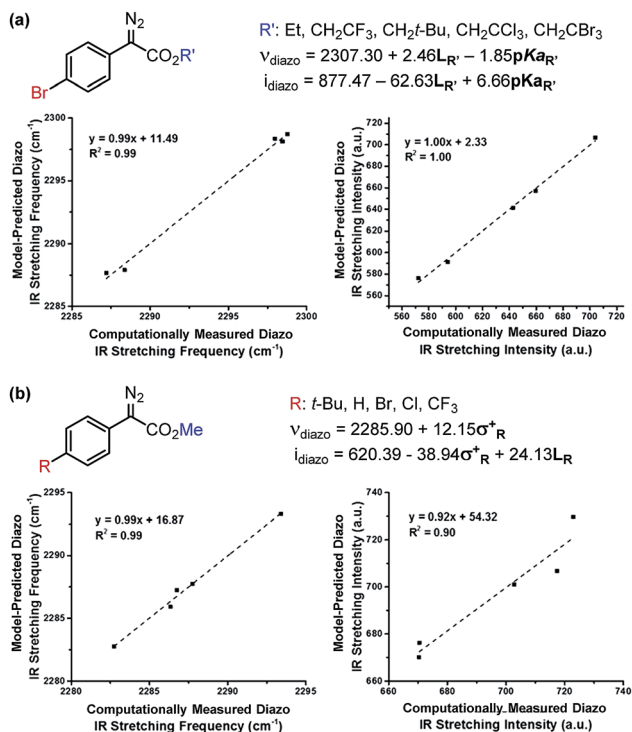 (a)
N₂
CO₂R'
Br
R': Et, CH₂CF₃, CH₂t-Bu, CH₂CCl₃, CH₂CBr₃
νdiazo = 2307.30 + 2.46L_R' – 1.85pKa_R'
idiazo = 877.47 – 62.63L_R' + 6.66pKa_R'
Model-Predicted Diazo
IR Stretching Frequency (cm⁻¹)
2300
2295
2290
2285
y = 0.99x + 11.49
R² = 0.99
2285 2290 2295 2300
Computationally Measured Diazo
IR Stretching Frequency (cm⁻¹)
Model-Predicted Diazo
IR Stretching Intensity (a.u.)
720
700
680
660
640
620
600
580
560
y = 1.00x + 2.33
R² = 1.00
560 580 600 620 640 660 680 700 720
Computationally Measured Diazo
IR Stretching Intensity (a.u.)
(b)
N₂
CO₂Me
R
R: t-Bu, H, Br, Cl, CF₃
νdiazo = 2285.90 + 12.15σ⁺_R
idiazo = 620.39 - 38.94σ⁺_R + 24.13L_R
Model-Predicted Diazo
IR Stretching Frequency (cm⁻¹)
2295
2290
2285
2280
y = 0.99x + 16.87
R² = 0.99
2280 2285 2290 2295
Computationally Measured Diazo
IR Stretching Frequency (cm⁻¹)
Model-Predicted Diazo
IR Stretching Intensity (a.u.)
740
720
700
680
660
y = 0.92x + 54.32
R² = 0.90
660 680 700 720 740
Computationally Measured Diazo
IR Stretching Intensity (a.u.)